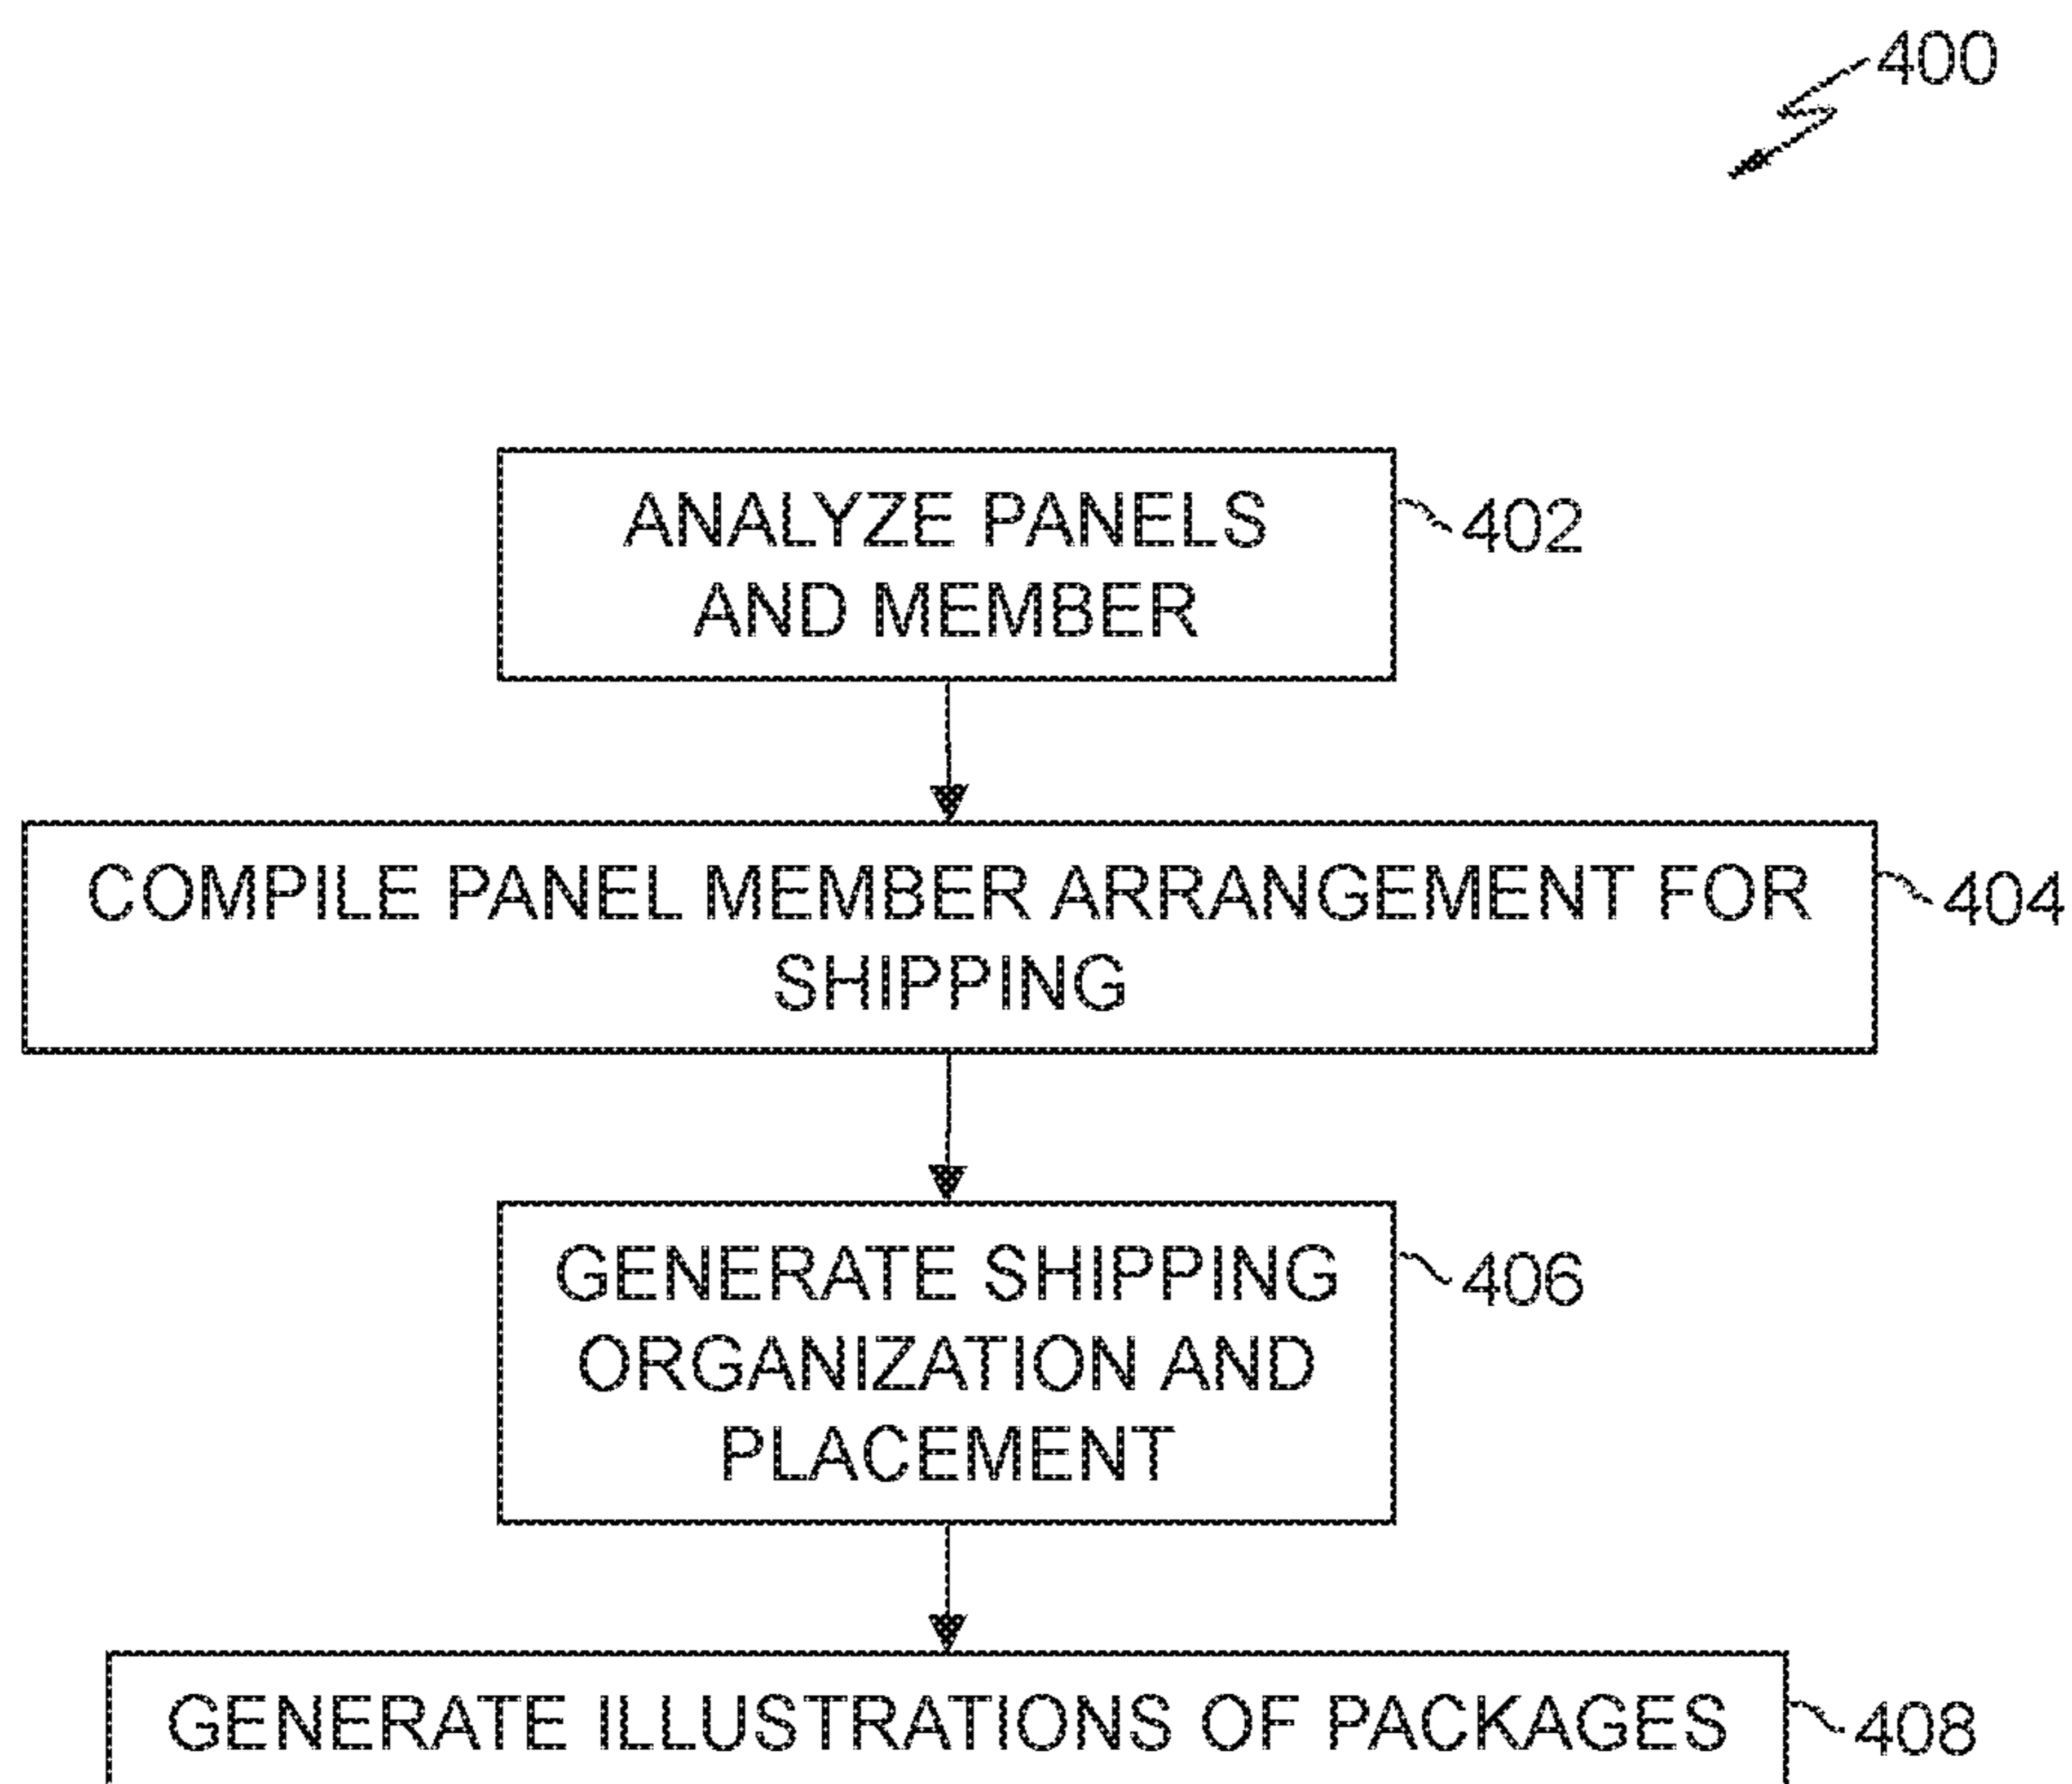 400
ANALYZE PANELS
AND MEMBER
402
COMPILE PANEL MEMBER ARRANGEMENT FOR
SHIPPING
404
GENERATE SHIPPING
ORGANIZATION AND
PLACEMENT
406
GENERATE ILLUSTRATIONS OF PACKAGES
408